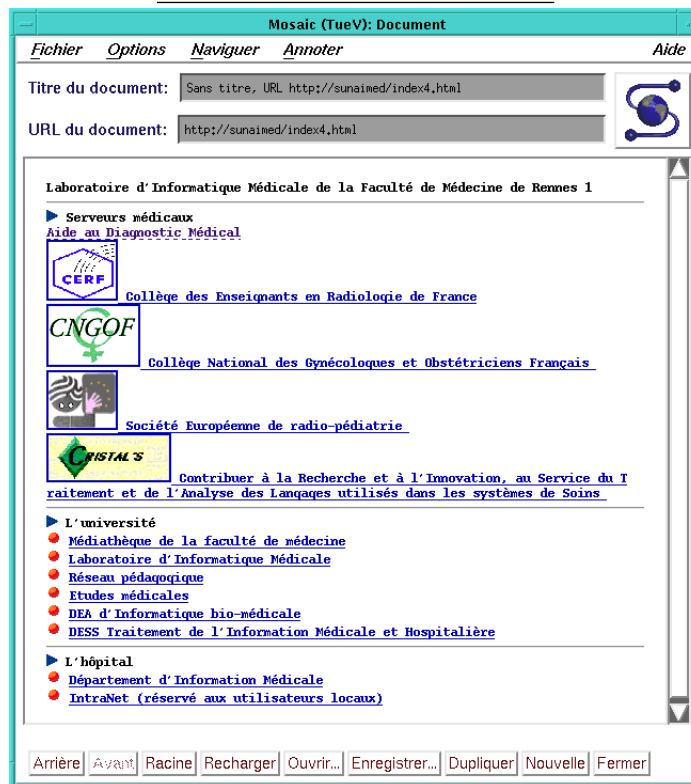 Mosaic (TueV): Document
Fichier Options Naviguer Annoter Aide
Titre du document: Sans titre, URL http://sunaimed/index4.html
URL du document: http://sunaimed/index4.html
Laboratoire d'Informatique Médicale de la Faculté de Médecine de Rennes 1
Serveurs médicaux
Aide au Diagnostic Médical
CERF
Collège des Enseignants en Radiologie de France
CNGOF
Collège National des Gynécologues et Obstétriciens Français
Société Européenne de radio-pédiatrie
CRISTAL'S
Contribuer à la Recherche et à l'Innovation, au Service du T
raitement et de l'Analyse des Langages utilisés dans les systèmes de Soins
L'université
Médiathèque de la faculté de médecine
Laboratoire d'Informatique Médicale
Réseau pédagogique
Etudes médicales
DEA d'Informatique bio-médicale
DESS Traitement de l'Information Médicale et Hospitalière
L'hôpital
Département d'Information Médicale
IntraNet (réservé aux utilisateurs locaux)
Arrière Avant Racine Recharger Ouvrir... Enregistrer... Dupliquer Nouvelle Fermer